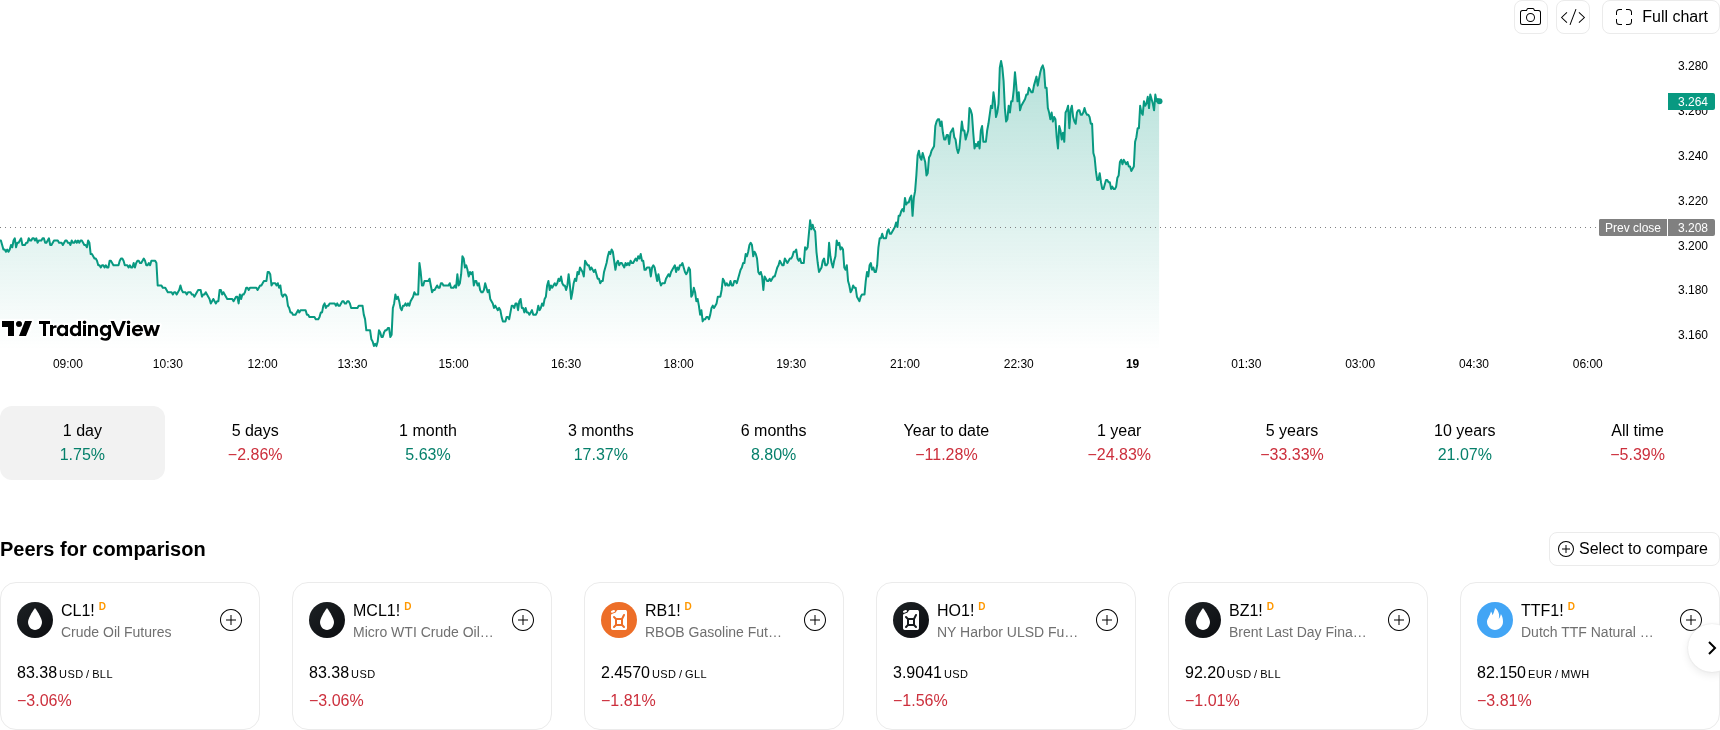 Full chart
3.280
3.264
3.260
3.240
3.220
Prev close 3.208
3.200
3.180
3.160
TradingView
09:00 10:30 12:00 13:30 15:00 16:30 18:00 19:30 21:00 22:30 19 01:30 03:00 04:30 06:00
1 day 5 days 1 month 3 months 6 months Year to date 1 year 5 years 10 years All time
1.75% −2.86% 5.63% 17.37% 8.80% −11.28% −24.83% −33.33% 21.07% −5.39%
Peers for comparison
Select to compare
CL1! D
Crude Oil Futures
83.38 USD / BLL
−3.06%
MCL1! D
Micro WTI Crude Oil…
83.38 USD
−3.06%
RB1! D
RBOB Gasoline Fut…
2.4570 USD / GLL
−1.81%
HO1! D
NY Harbor ULSD Fu…
3.9041 USD
−1.56%
BZ1! D
Brent Last Day Fina…
92.20 USD / BLL
−1.01%
TTF1! D
Dutch TTF Natural …
82.150 EUR / MWH
−3.81%